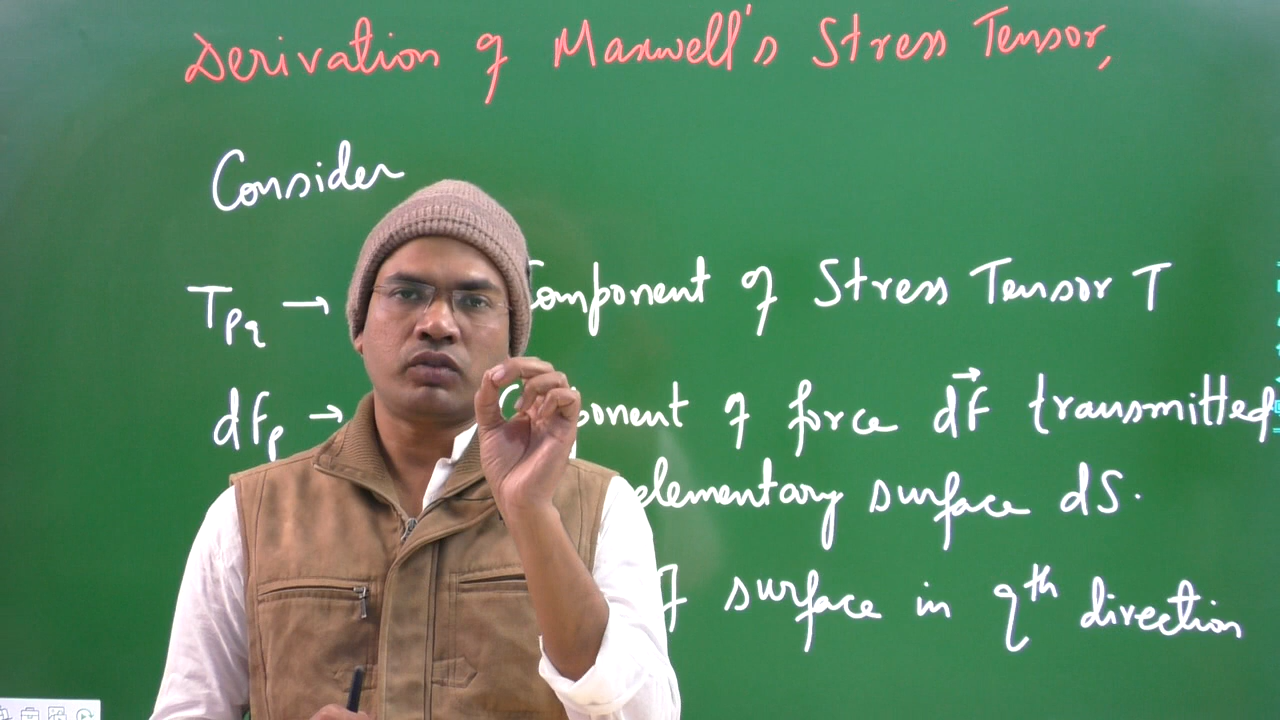 Derivation of Maxwell's Stress Tensor,
Consider
Tpq → Component of Stress Tensor T
dFp → of force dF transmitted
elementary surface dS.
of surface in qth direction